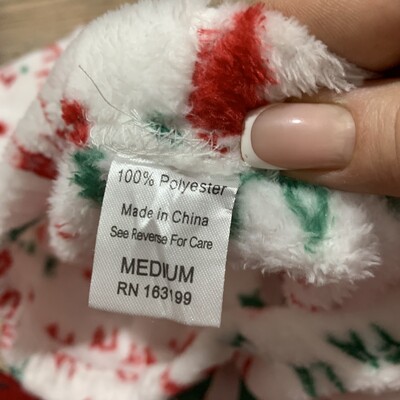 100% Polyester
Made in China
See Reverse For Care
MEDIUM
RN 163199